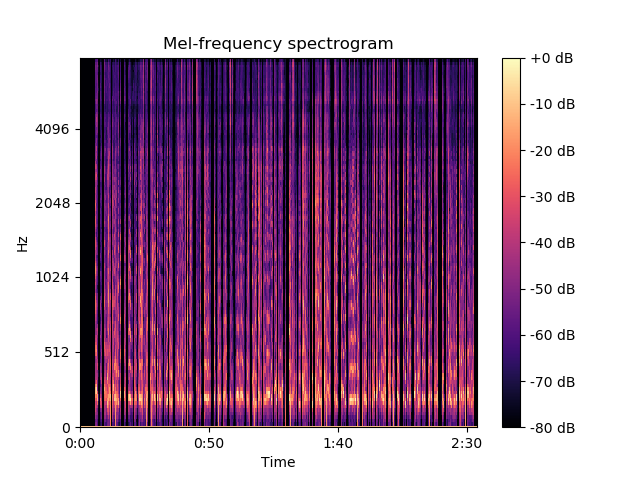 Mel-frequency spectrogram
Hz
4096
2048
1024
512
0
0:00
0:50
1:40
2:30
Time
+0 dB
-10 dB
-20 dB
-30 dB
-40 dB
-50 dB
-60 dB
-70 dB
-80 dB